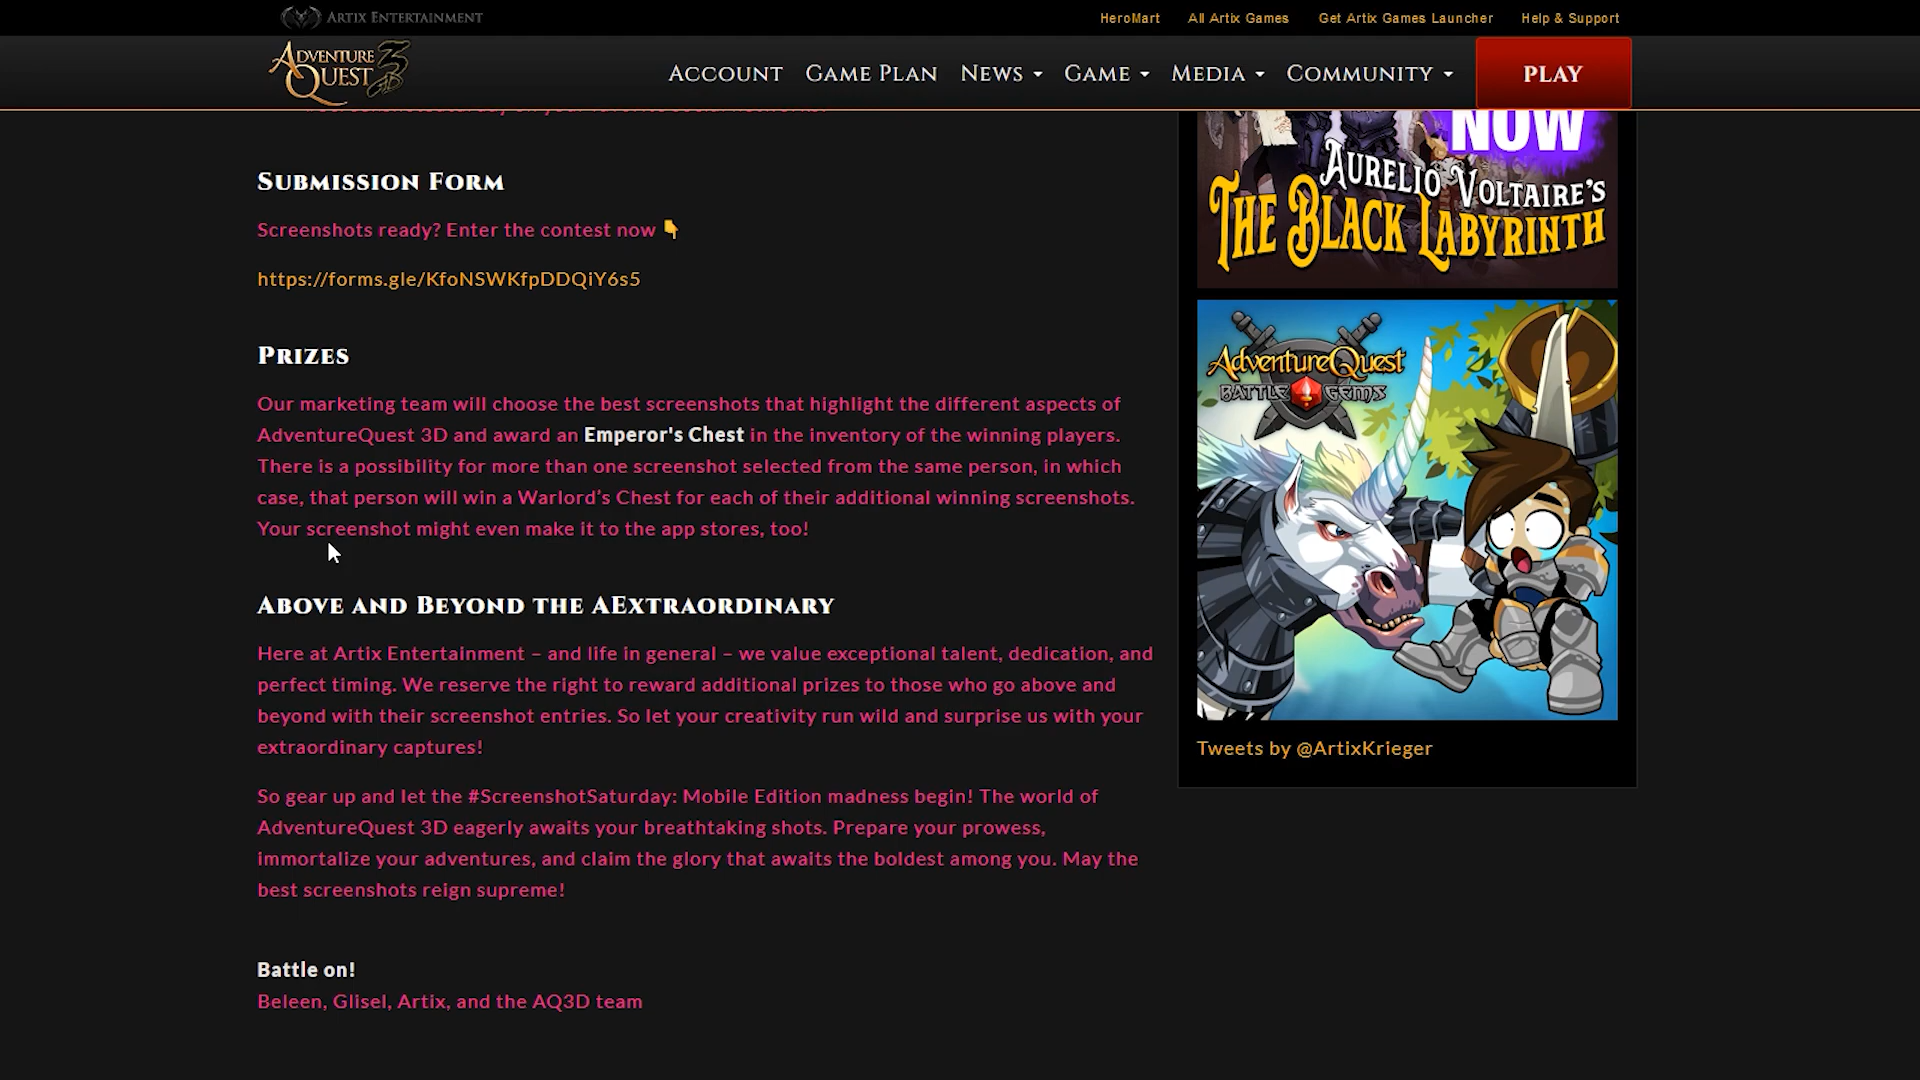 ARTIX ENTERTAINMENT
HeroMart All Artix Games Get Artix Games Launcher Help & Support
ADVENTURE QUEST 3D
ACCOUNT GAME PLAN NEWS GAME MEDIA COMMUNITY PLAY
SUBMISSION FORM
Screenshots ready? Enter the contest now 👇
https://forms.gle/KfoNSWKfpDDQiY6s5
PRIZES
Our marketing team will choose the best screenshots that highlight the different aspects of
AdventureQuest 3D and award an Emperor's Chest in the inventory of the winning players.
There is a possibility for more than one screenshot selected from the same person, in which
case, that person will win a Warlord’s Chest for each of their additional winning screenshots.
Your screenshot might even make it to the app stores, too!
ABOVE AND BEYOND THE AEXTRAORDINARY
Here at Artix Entertainment – and life in general – we value exceptional talent, dedication, and
perfect timing. We reserve the right to reward additional prizes to those who go above and
beyond with their screenshot entries. So let your creativity run wild and surprise us with your
extraordinary captures!
So gear up and let the #ScreenshotSaturday: Mobile Edition madness begin! The world of
AdventureQuest 3D eagerly awaits your breathtaking shots. Prepare your prowess,
immortalize your adventures, and claim the glory that awaits the boldest among you. May the
best screenshots reign supreme!
Battle on!
Beleen, Glisel, Artix, and the AQ3D team
NOW
AURELIO VOLTAIRE'S
THE BLACK LABYRINTH
AdventureQuest
BATTLE GEMS
Tweets by @ArtixKrieger